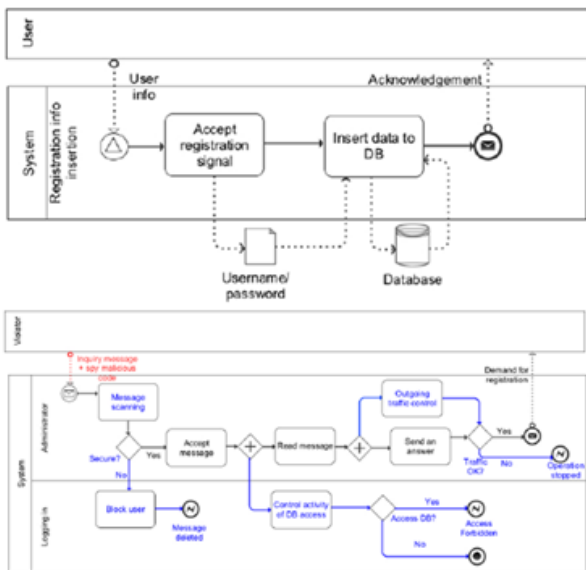 User
User
info
Acknowledgement
System
Registration info
insertion
Accept
registration
signal
Insert data to
DB
Username/
password
Database
Violator
Inquiry message
+ spy malicious
code
Demand for
registration
System
Administrator
Message
scanning
Outgoing
traffic-control
Secure?
Yes
Accept
message
Read message
Send an
answer
Yes
No
Traffic
OK?
No
Operation
stopped
Logging in
Block user
Message
deleted
Control activity
of DB access
Access DB?
Yes
Access
Forbidden
No